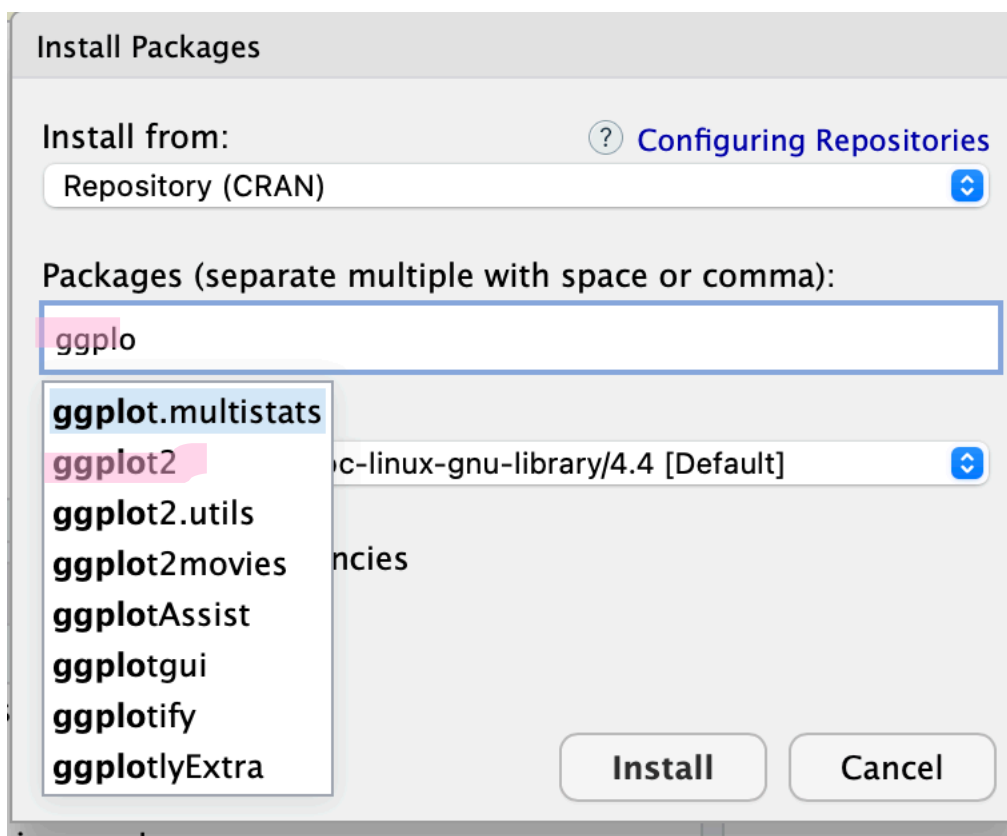 Install Packages
Install from:
? Configuring Repositories
Repository (CRAN)
Packages (separate multiple with space or comma):
ggplo
ggplot.multistats
ggplot2
c-linux-gnu-library/4.4 [Default]
ggplot2.utils
ggplot2movies
ncies
ggplotAssist
ggplotgui
ggplotify
ggplotlyExtra
Install
Cancel